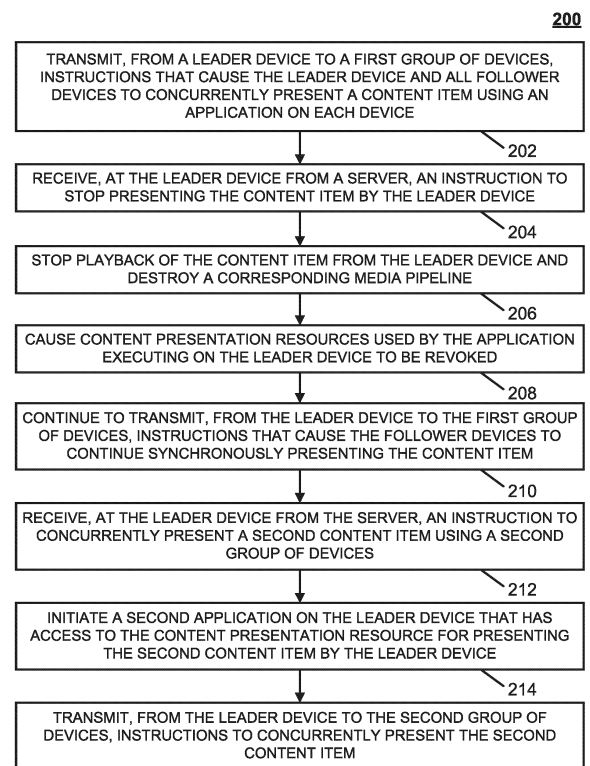 200
TRANSMIT, FROM A LEADER DEVICE TO A FIRST GROUP OF DEVICES,
INSTRUCTIONS THAT CAUSE THE LEADER DEVICE AND ALL FOLLOWER
DEVICES TO CONCURRENTLY PRESENT A CONTENT ITEM USING AN
APPLICATION ON EACH DEVICE
202
RECEIVE, AT THE LEADER DEVICE FROM A SERVER, AN INSTRUCTION TO
STOP PRESENTING THE CONTENT ITEM BY THE LEADER DEVICE
204
STOP PLAYBACK OF THE CONTENT ITEM FROM THE LEADER DEVICE AND
DESTROY A CORRESPONDING MEDIA PIPELINE
206
CAUSE CONTENT PRESENTATION RESOURCES USED BY THE APPLICATION
EXECUTING ON THE LEADER DEVICE TO BE REVOKED
208
CONTINUE TO TRANSMIT, FROM THE LEADER DEVICE TO THE FIRST GROUP
OF DEVICES, INSTRUCTIONS THAT CAUSE THE FOLLOWER DEVICES TO
CONTINUE SYNCHRONOUSLY PRESENTING THE CONTENT ITEM
210
RECEIVE, AT THE LEADER DEVICE FROM THE SERVER, AN INSTRUCTION TO
CONCURRENTLY PRESENT A SECOND CONTENT ITEM USING A SECOND
GROUP OF DEVICES
212
INITIATE A SECOND APPLICATION ON THE LEADER DEVICE THAT HAS
ACCESS TO THE CONTENT PRESENTATION RESOURCE FOR PRESENTING
THE SECOND CONTENT ITEM BY THE LEADER DEVICE
214
TRANSMIT, FROM THE LEADER DEVICE TO THE SECOND GROUP OF
DEVICES, INSTRUCTIONS TO CONCURRENTLY PRESENT THE SECOND
CONTENT ITEM